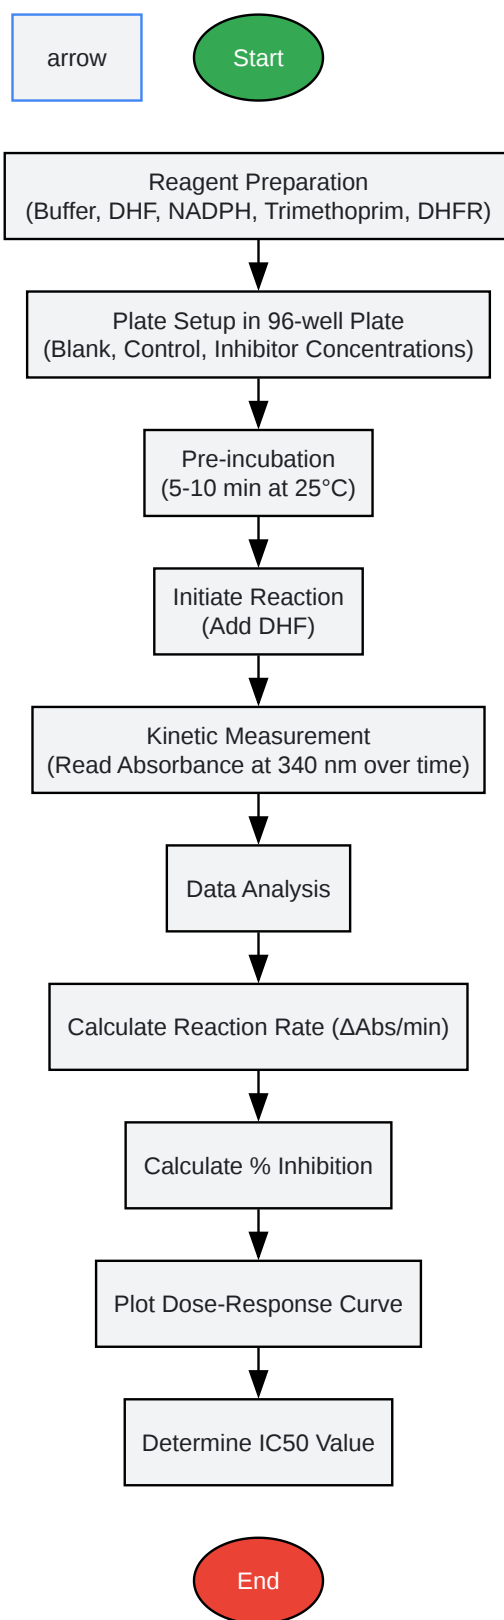 arrow
Start
Reagent Preparation
(Buffer, DHF, NADPH, Trimethoprim, DHFR)
Plate Setup in 96-well Plate
(Blank, Control, Inhibitor Concentrations)
Pre-incubation
(5-10 min at 25°C)
Initiate Reaction
(Add DHF)
Kinetic Measurement
(Read Absorbance at 340 nm over time)
Data Analysis
Calculate Reaction Rate (ΔAbs/min)
Calculate % Inhibition
Plot Dose-Response Curve
Determine IC50 Value
End